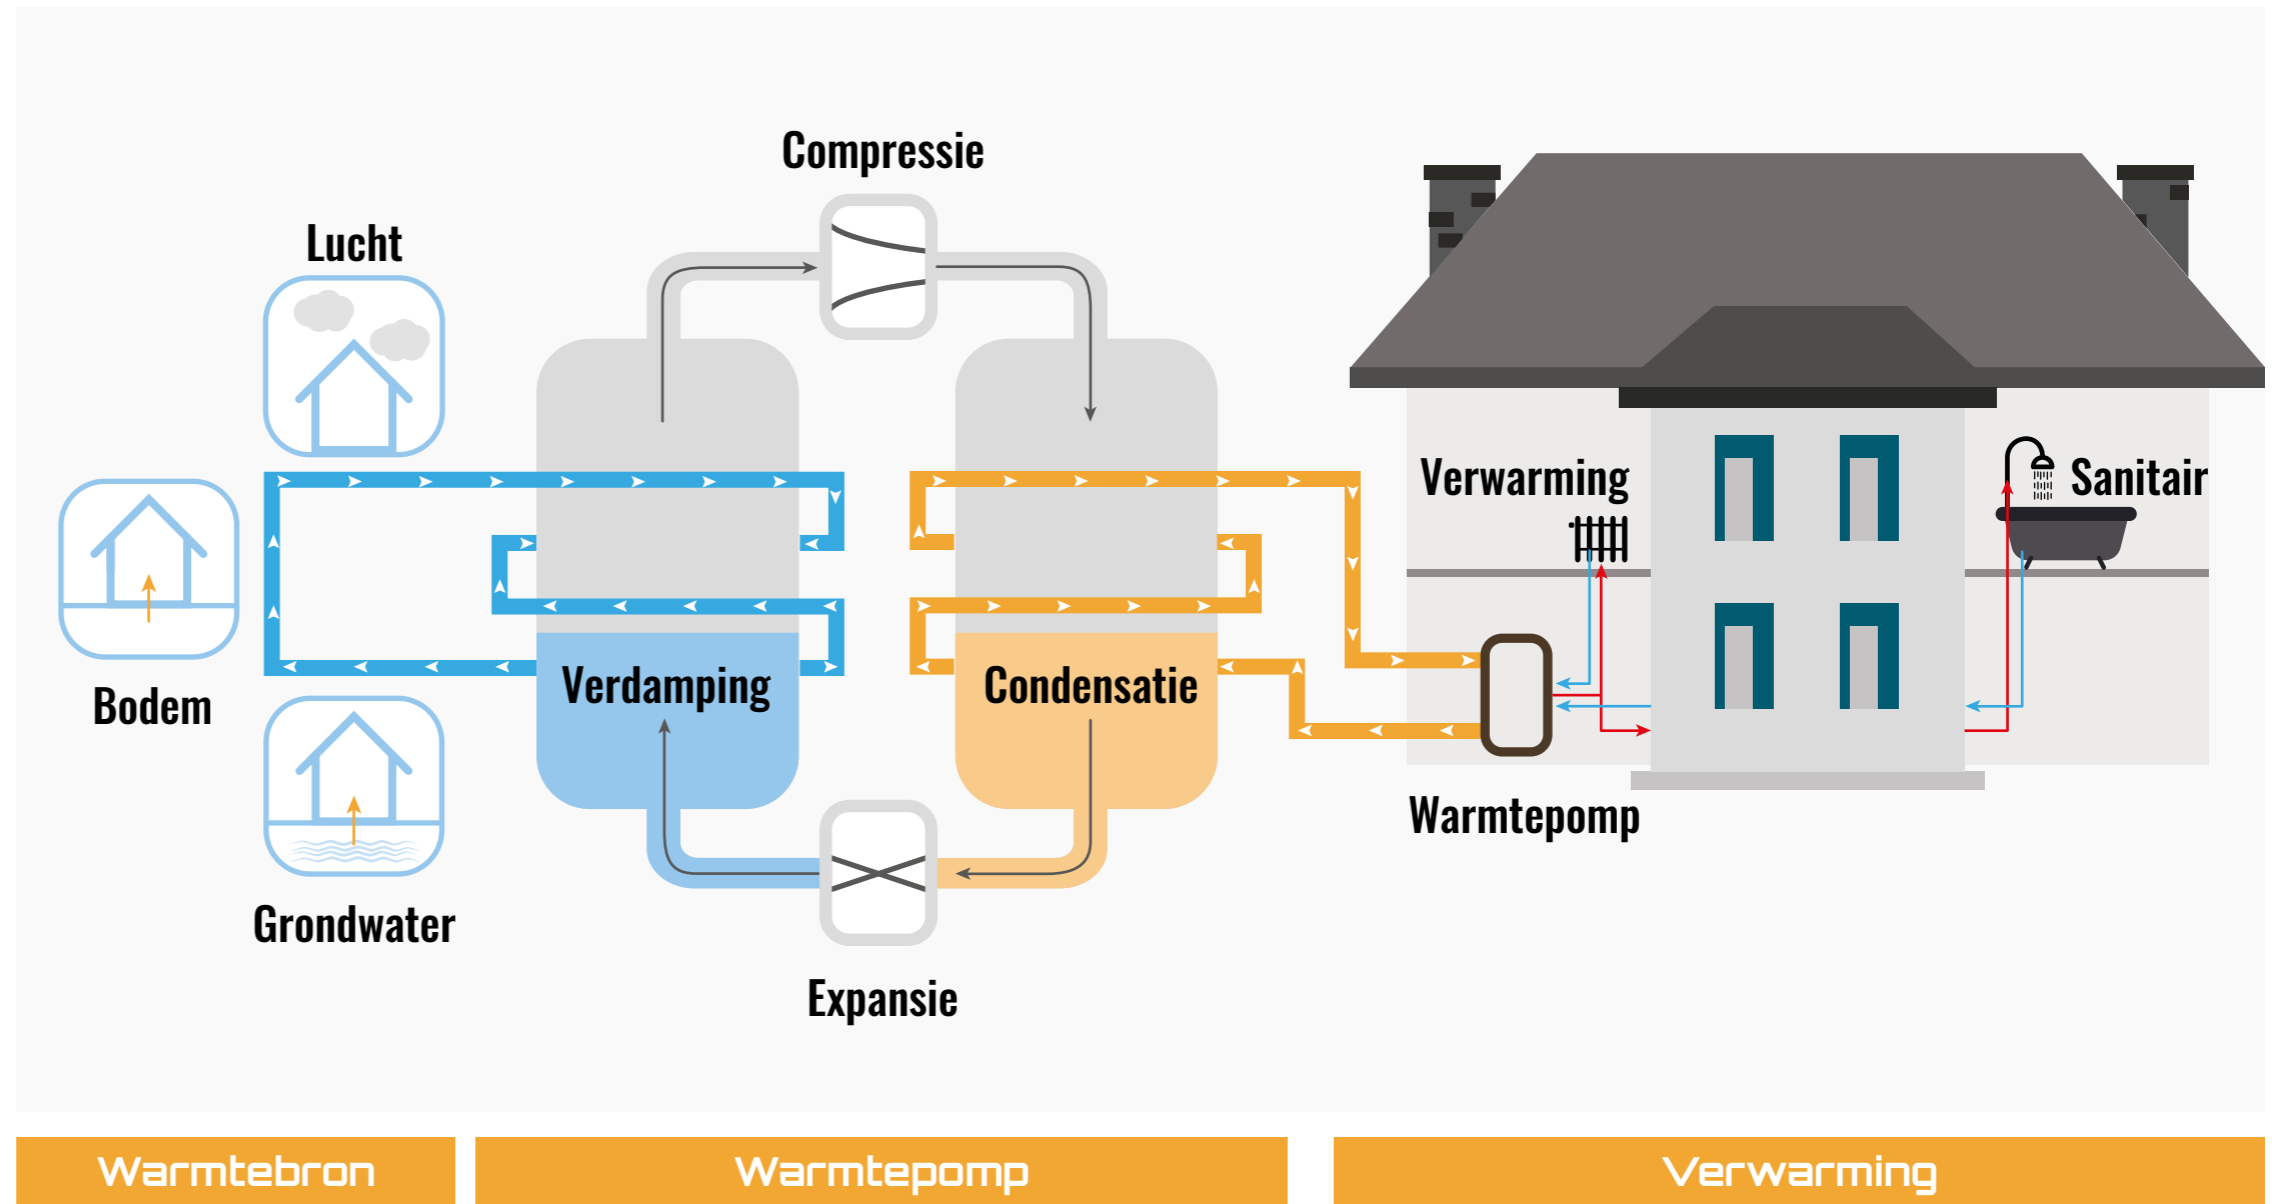 Compressie
Lucht
Verwarming
Sanitair
Bodem
Verdamping
Condensatie
Warmtepomp
Grondwater
Expansie
Warmtebron
Warmtepomp
Verwarming